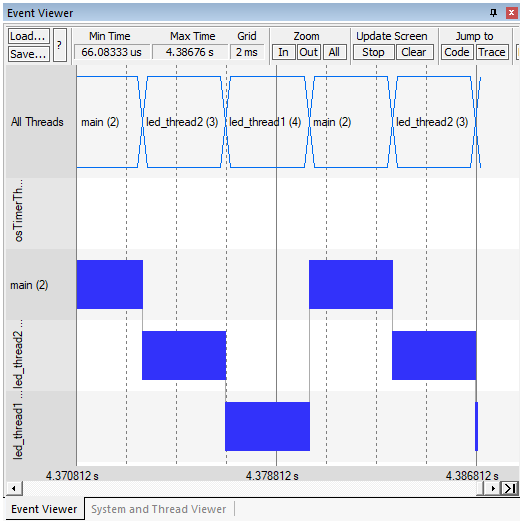 Event Viewer
Load... Min Time Max Time Grid Zoom Update Screen Jump to
Save... ? 66.08333 us 4.38676 s 2 ms In Out All Stop Clear Code Trace
All Threads main (2) led_thread2 (3) led_thread1 (4) main (2) led_thread2 (3)
osTimerTh...
main (2)
led_thread2 ...
led_thread1 ...
4.370812 s 4.378812 s 4.386812 s
Event Viewer System and Thread Viewer